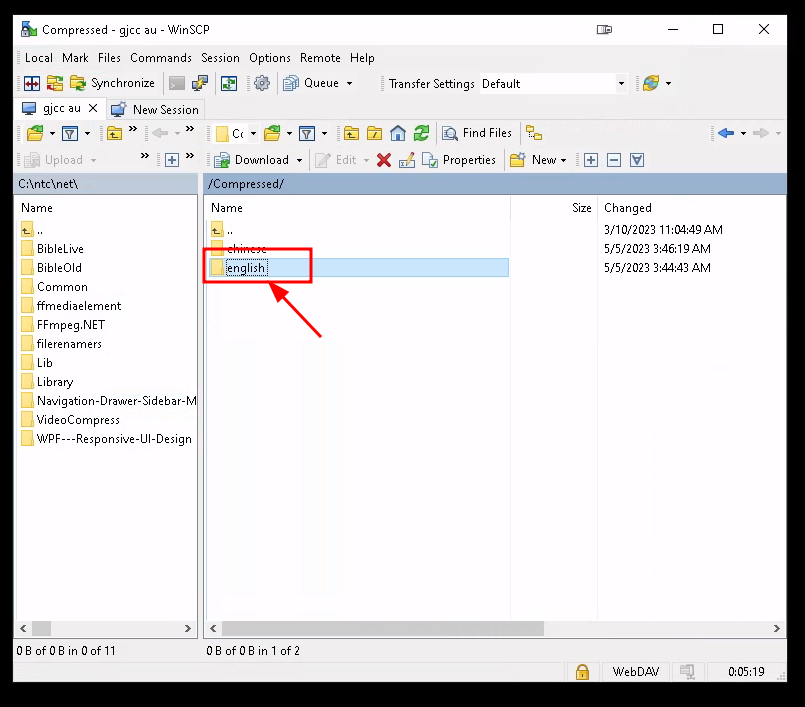 Compressed - gjcc au - WinSCP
Local Mark Files Commands Session Options Remote Help
Synchronize Queue Transfer Settings Default
gjcc au New Session
Find Files
Upload Download Edit Properties New
C:\ntc\net\ /Compressed/
Name Name Size Changed
.. .. 3/10/2023 11:04:49 AM
BibleLive chinese 5/5/2023 3:46:19 AM
BibleOld english 5/5/2023 3:44:43 AM
Common
ffmediaelement
FFmpeg.NET
filerenamers
Lib
Library
Navigation-Drawer-Sidebar-M
VideoCompress
WPF---Responsive-UI-Design
0 B of 0 B in 0 of 11 0 B of 0 B in 1 of 2
WebDAV 0:05:19